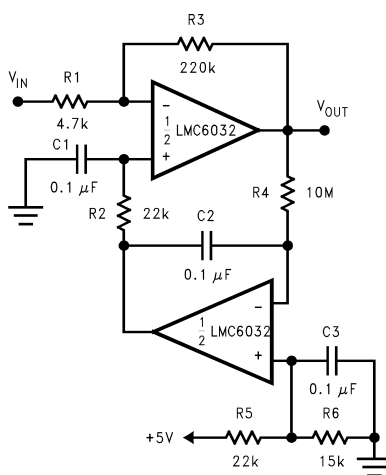 R3
220k
V_IN
R1
4.7k
−
+
1/2 LMC6032
V_OUT
C1
0.1 μF
R2
22k
R4
10M
C2
0.1 μF
1/2 LMC6032
−
+
C3
0.1 μF
+5V
R5
22k
R6
15k